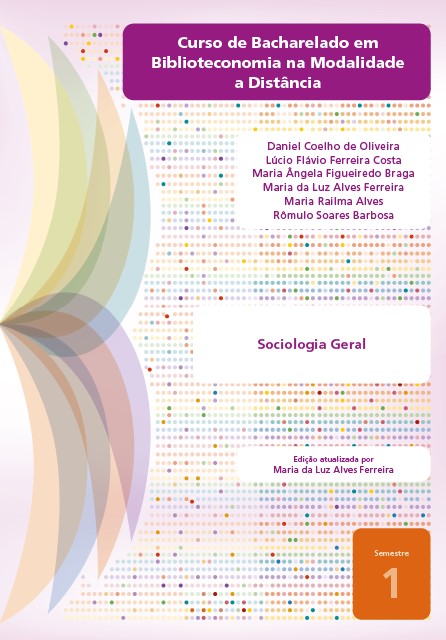 Curso de Bacharelado em
Biblioteconomia na Modalidade
a Distância
Daniel Coelho de Oliveira
Lúcio Flávio Ferreira Costa
Maria Ângela Figueiredo Braga
Maria da Luz Alves Ferreira
Maria Railma Alves
Rômulo Soares Barbosa
Sociologia Geral
Edição atualizada por
Maria da Luz Alves Ferreira
Semestre
1